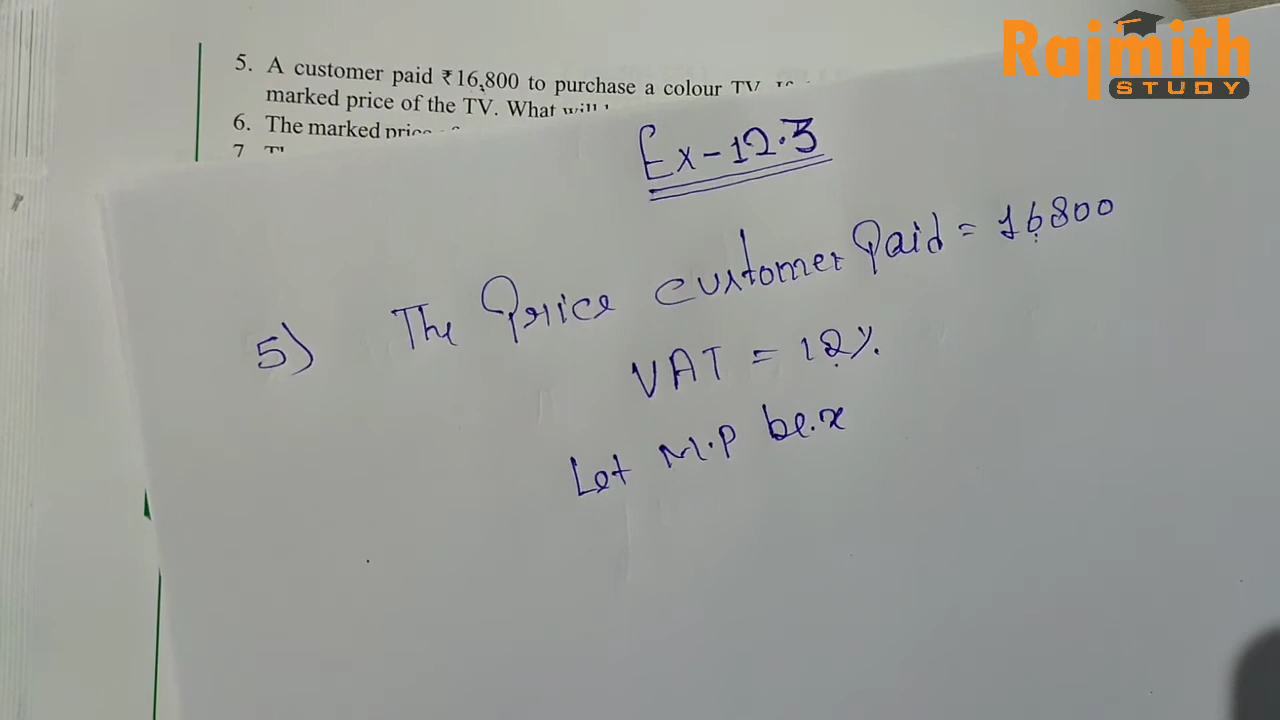 Rajmith
STUDY
5. A customer paid ₹16,800 to purchase a colour TV.
marked price of the TV. What will
6. The marked price
7
Ex-12.3
5) The Price customer Paid = 16800
VAT = 12%
Let M.P be.x